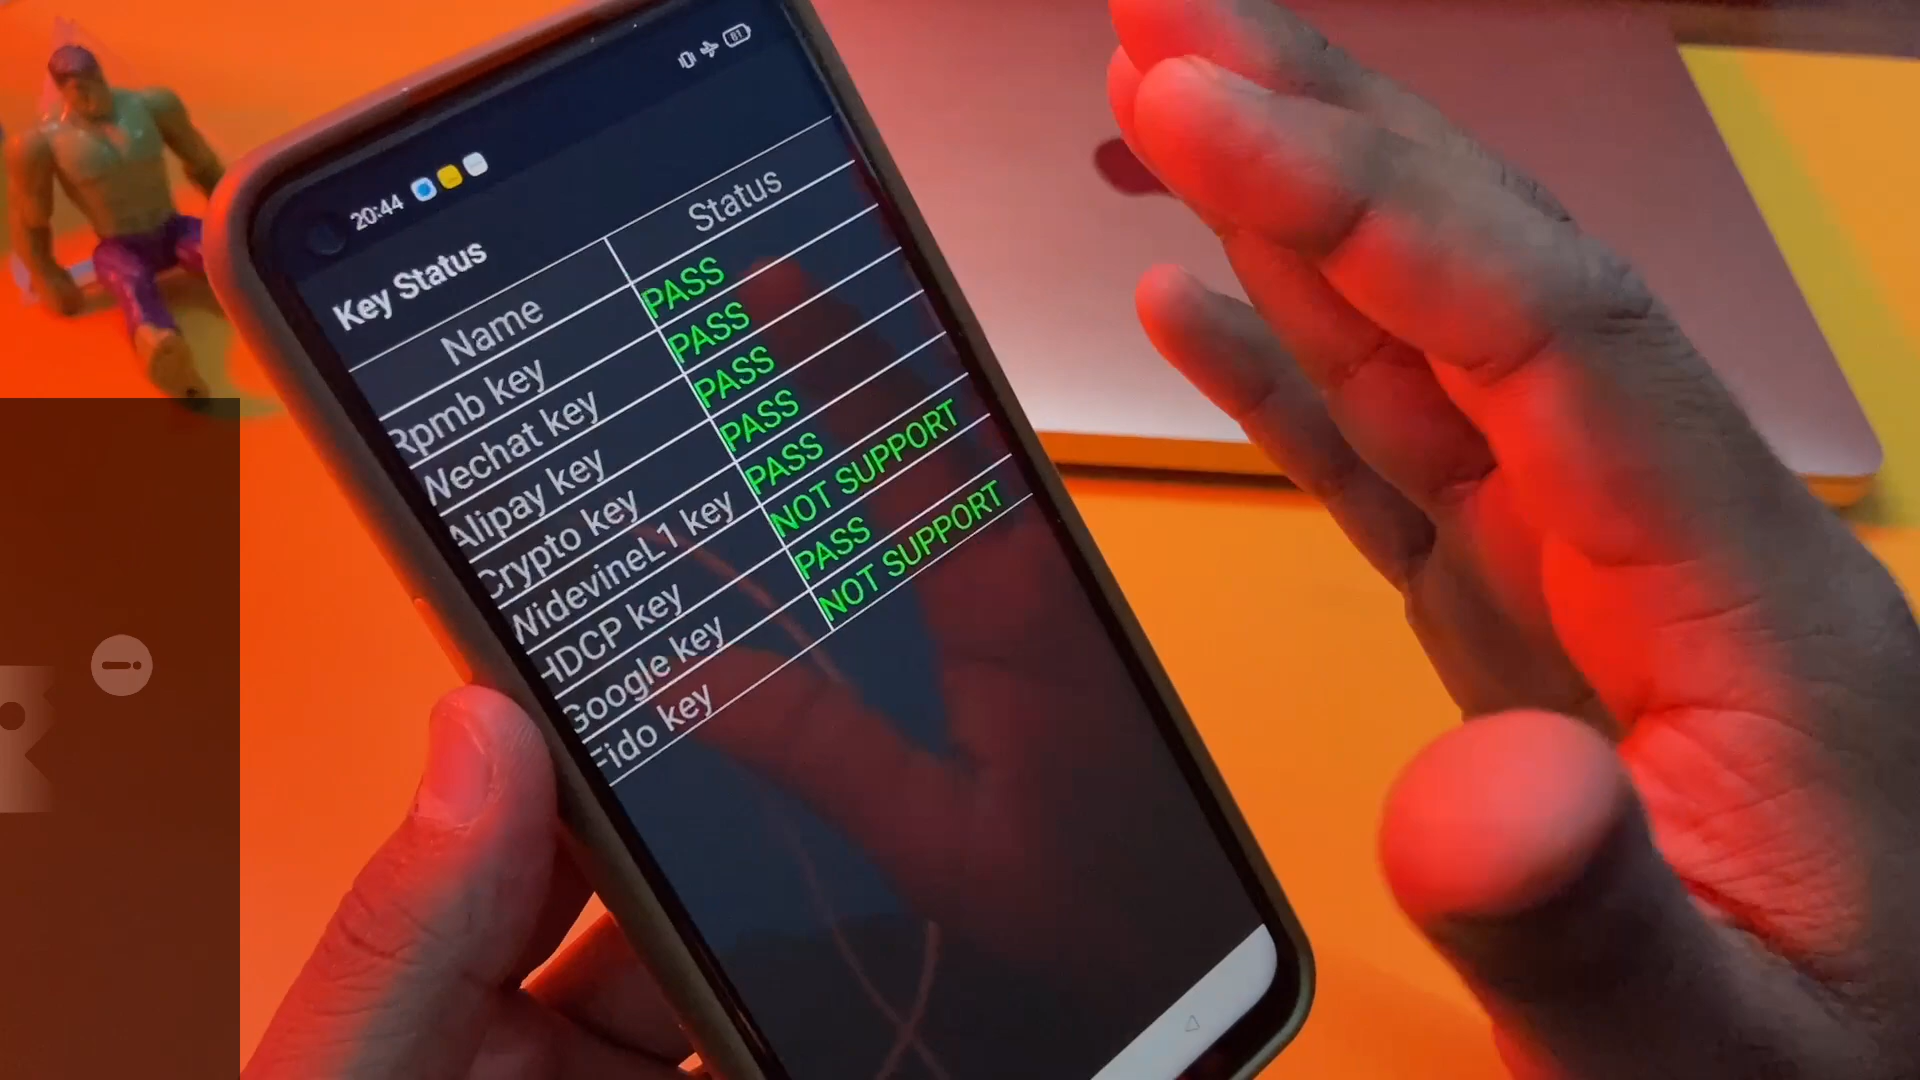 20:44
81
Key Status
Name Status
Rpmb key PASS
Wechat key PASS
Alipay key PASS
Crypto key PASS
WidevineL1 key PASS
HDCP key NOT SUPPORT
Google key PASS
Fido key NOT SUPPORT